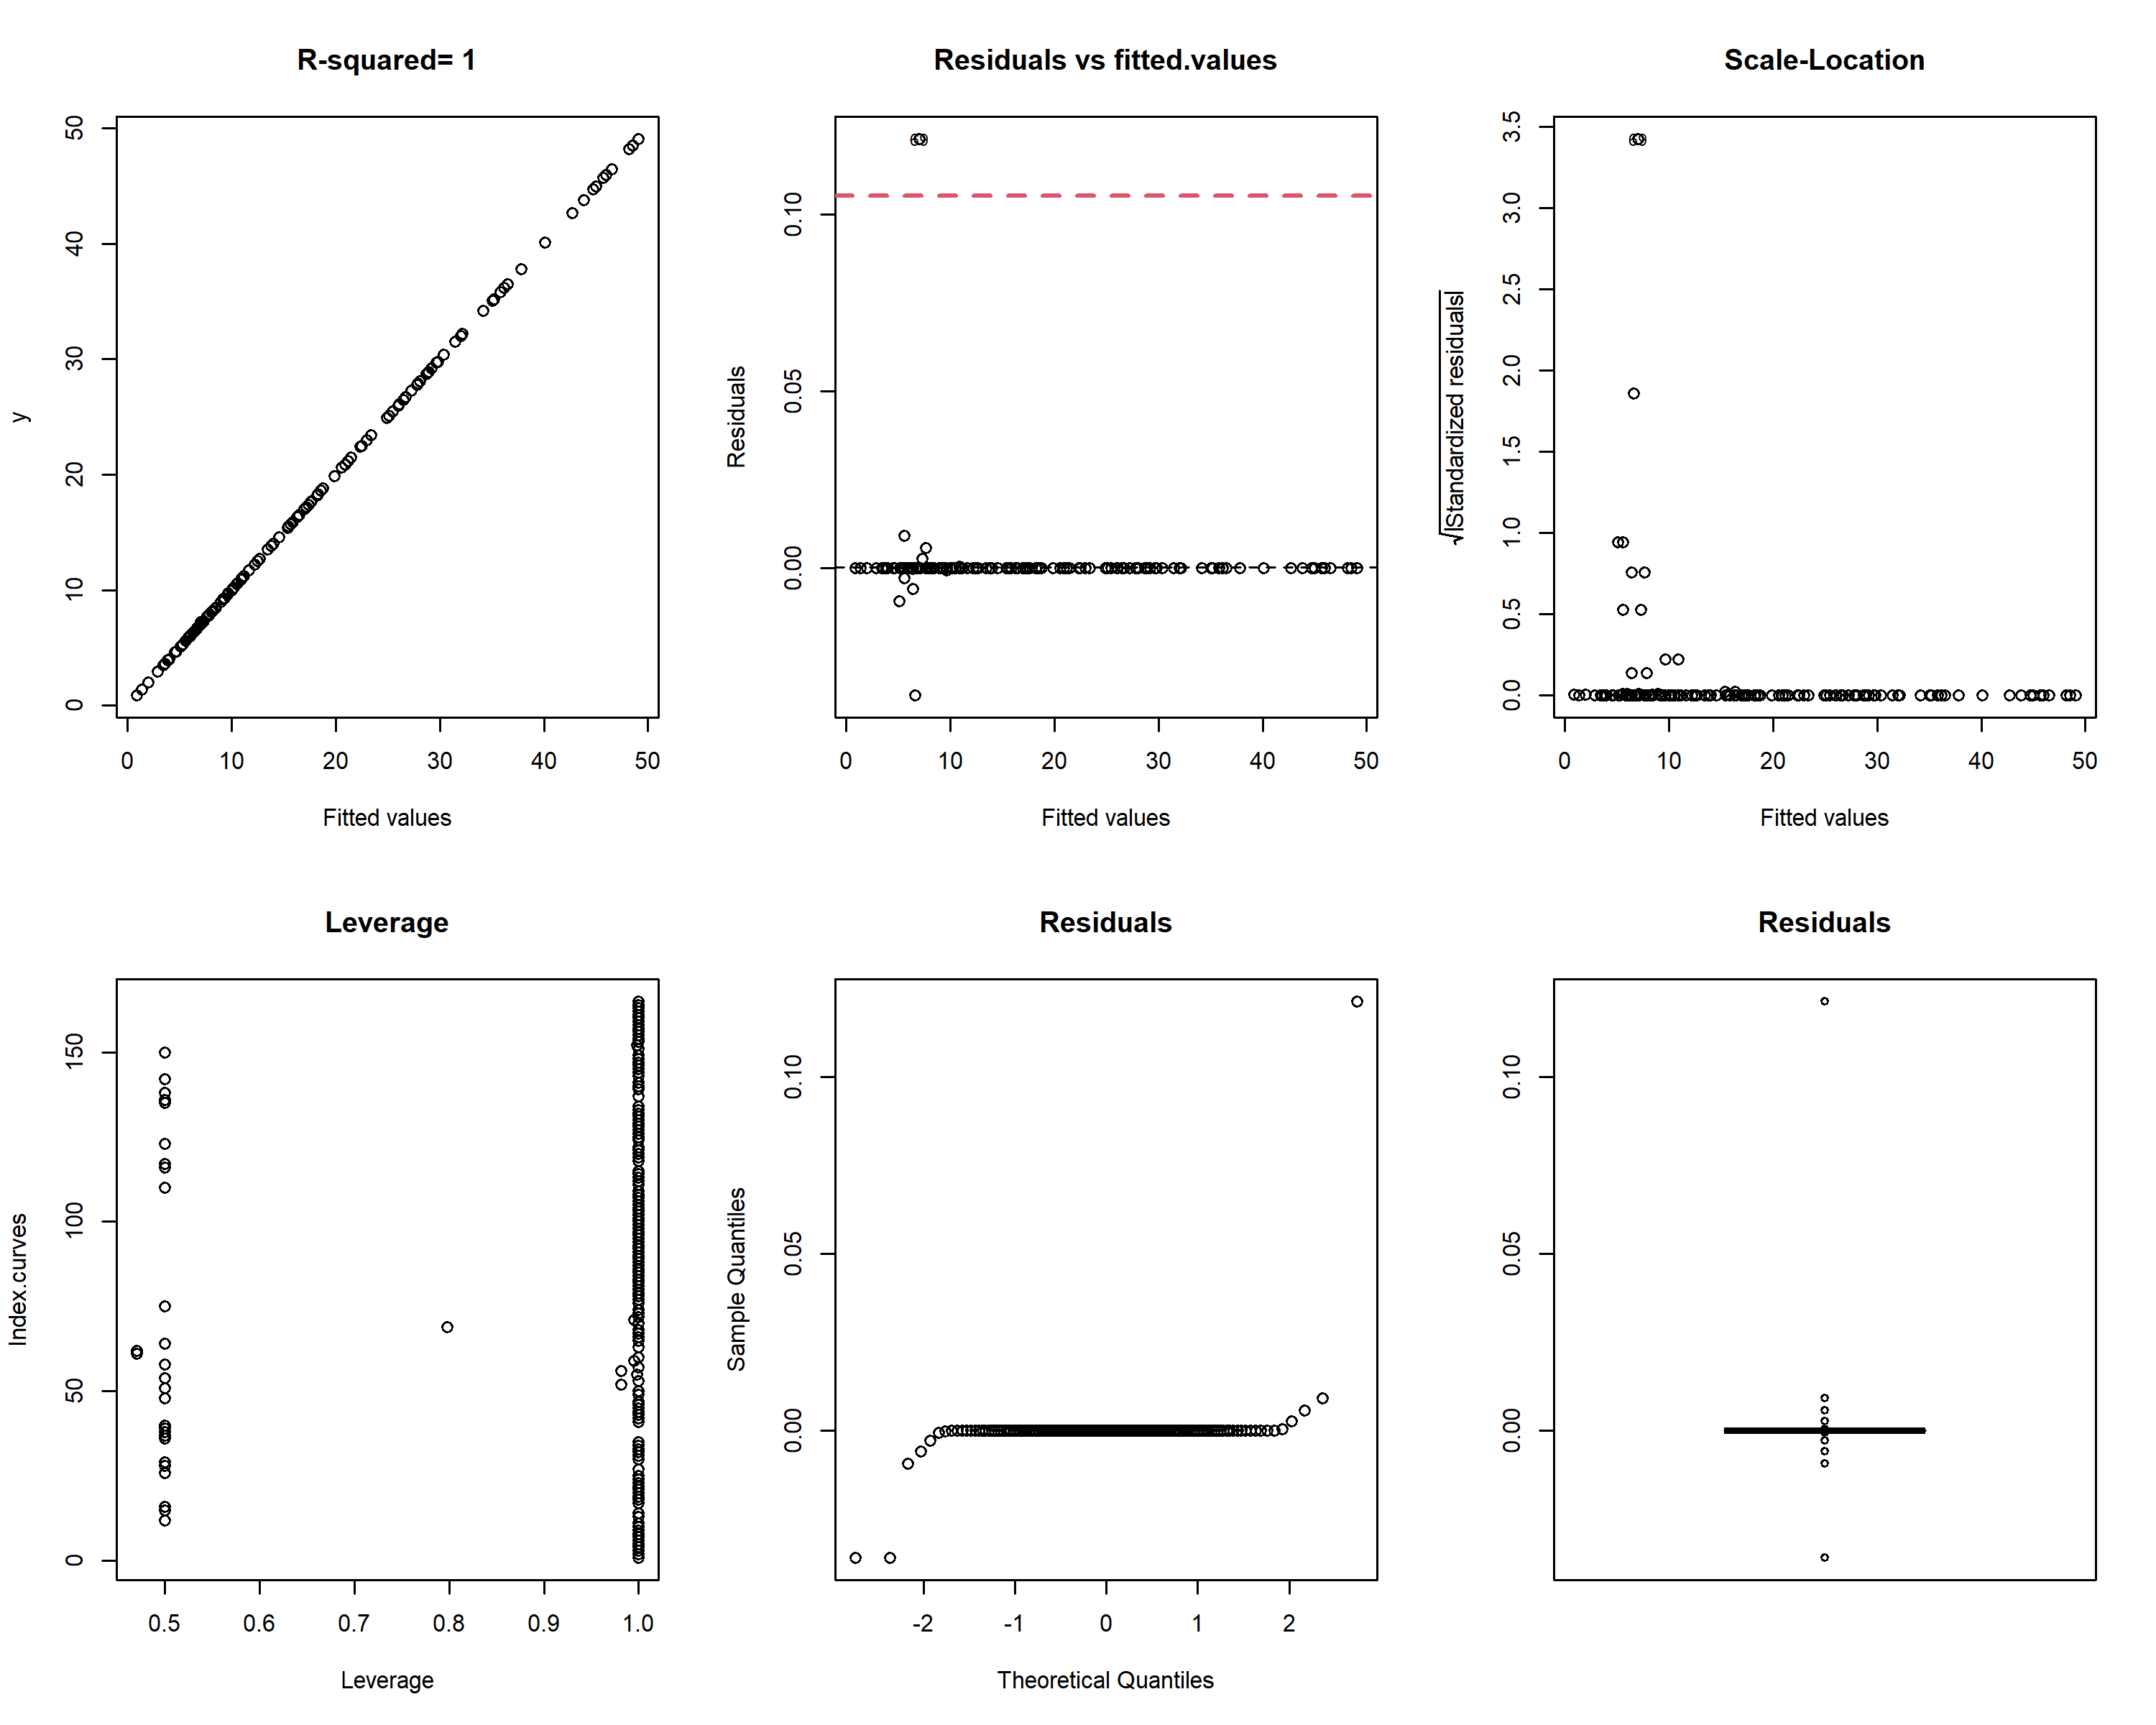 R-squared= 1
y
0 10 20 30 40 50
0 10 20 30 40 50
Fitted values
Residuals vs fitted.values
Residuals
0.00 0.05 0.10
0 10 20 30 40 50
Fitted values
Scale-Location
√|Standardized residuals|
0.0 0.5 1.0 1.5 2.0 2.5 3.0 3.5
0 10 20 30 40 50
Fitted values
Leverage
Index.curves
0 50 100 150
0.5 0.6 0.7 0.8 0.9 1.0
Leverage
Residuals
Sample Quantiles
0.00 0.05 0.10
-2 -1 0 1 2
Theoretical Quantiles
Residuals
0.00 0.05 0.10